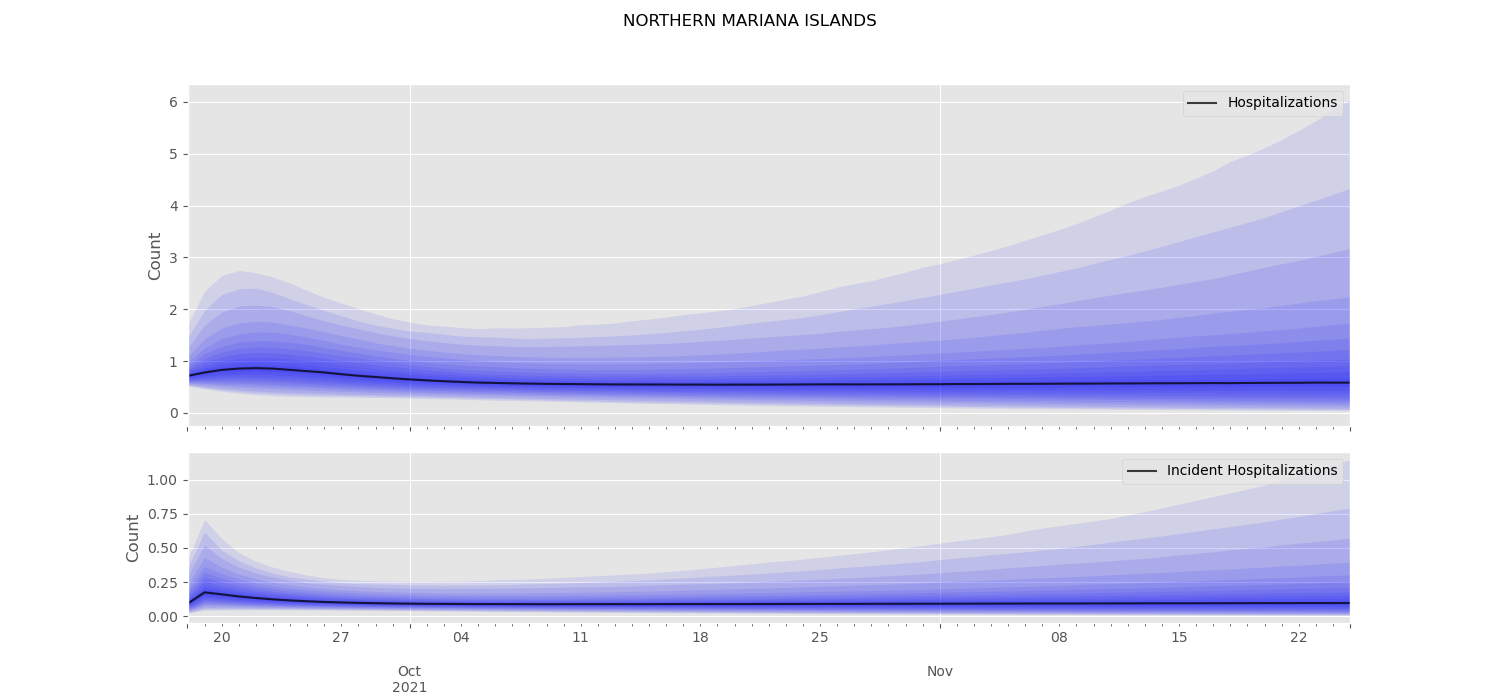 NORTHERN MARIANA ISLANDS
Hospitalizations
6
5
4
3
2
1
0
Count
Incident Hospitalizations
1.00
0.75
0.50
0.25
0.00
Count
20 27 04 11 18 25 08 15 22
Oct Nov
2021